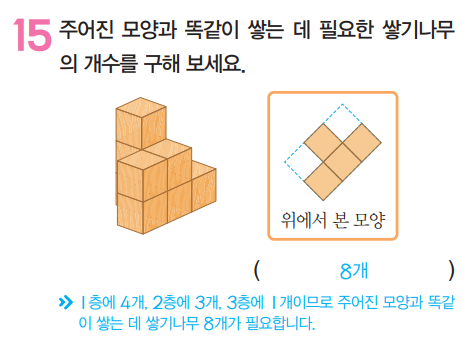 15 주어진 모양과 똑같이 쌓는 데 필요한 쌓기나무
의 개수를 구해 보세요.
위에서 본 모양
( 8개 )
≫ 1층에 4개, 2층에 3개, 3층에 1개이므로 주어진 모양과 똑같
이 쌓는 데 쌓기나무 8개가 필요합니다.